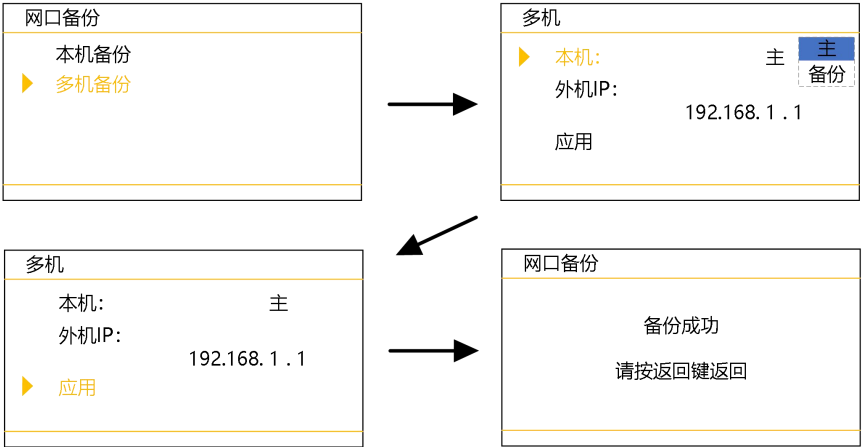 网口备份
本机备份
多机备份
多机
本机： 主 主
备份
外机IP：
192.168. 1 . 1
应用
多机
本机： 主
外机IP：
192.168. 1 . 1
应用
网口备份
备份成功
请按返回键返回